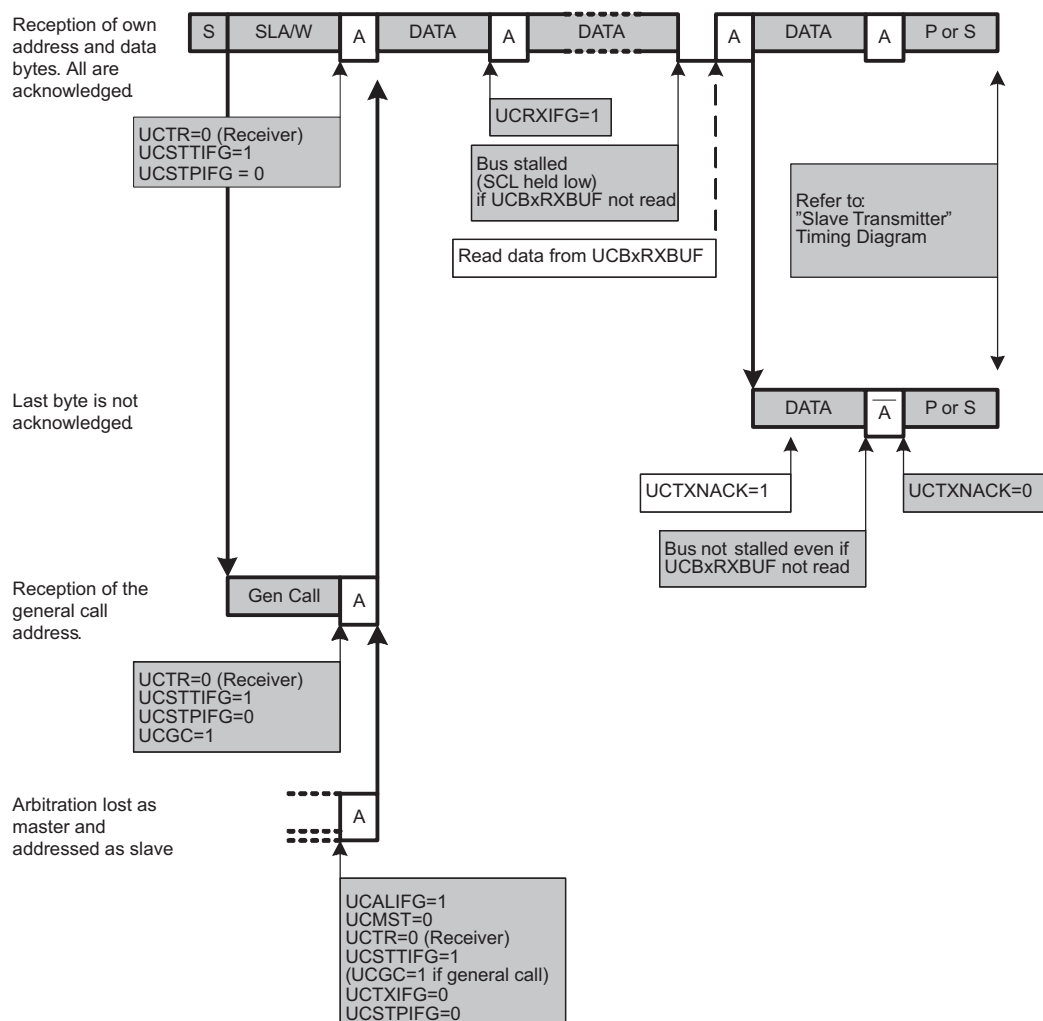 Reception of own
address and data
bytes. All are
acknowledged.
S SLA/W A DATA A DATA A DATA A P or S
UCTR=0 (Receiver)
UCSTTIFG=1
UCSTPIFG = 0
UCRXIFG=1
Bus stalled
(SCL held low)
if UCBxRXBUF not read
Read data from UCBxRXBUF
Refer to:
”Slave Transmitter”
Timing Diagram
Last byte is not
acknowledged.
DATA A P or S
UCTXNACK=1
UCTXNACK=0
Bus not stalled even if
UCBxRXBUF not read
Reception of the
general call
address.
Gen Call A
UCTR=0 (Receiver)
UCSTTIFG=1
UCSTPIFG=0
UCGC=1
Arbitration lost as
master and
addressed as slave
A
UCALIFG=1
UCMST=0
UCTR=0 (Receiver)
UCSTTIFG=1
(UCGC=1 if general call)
UCTXIFG=0
UCSTPIFG=0